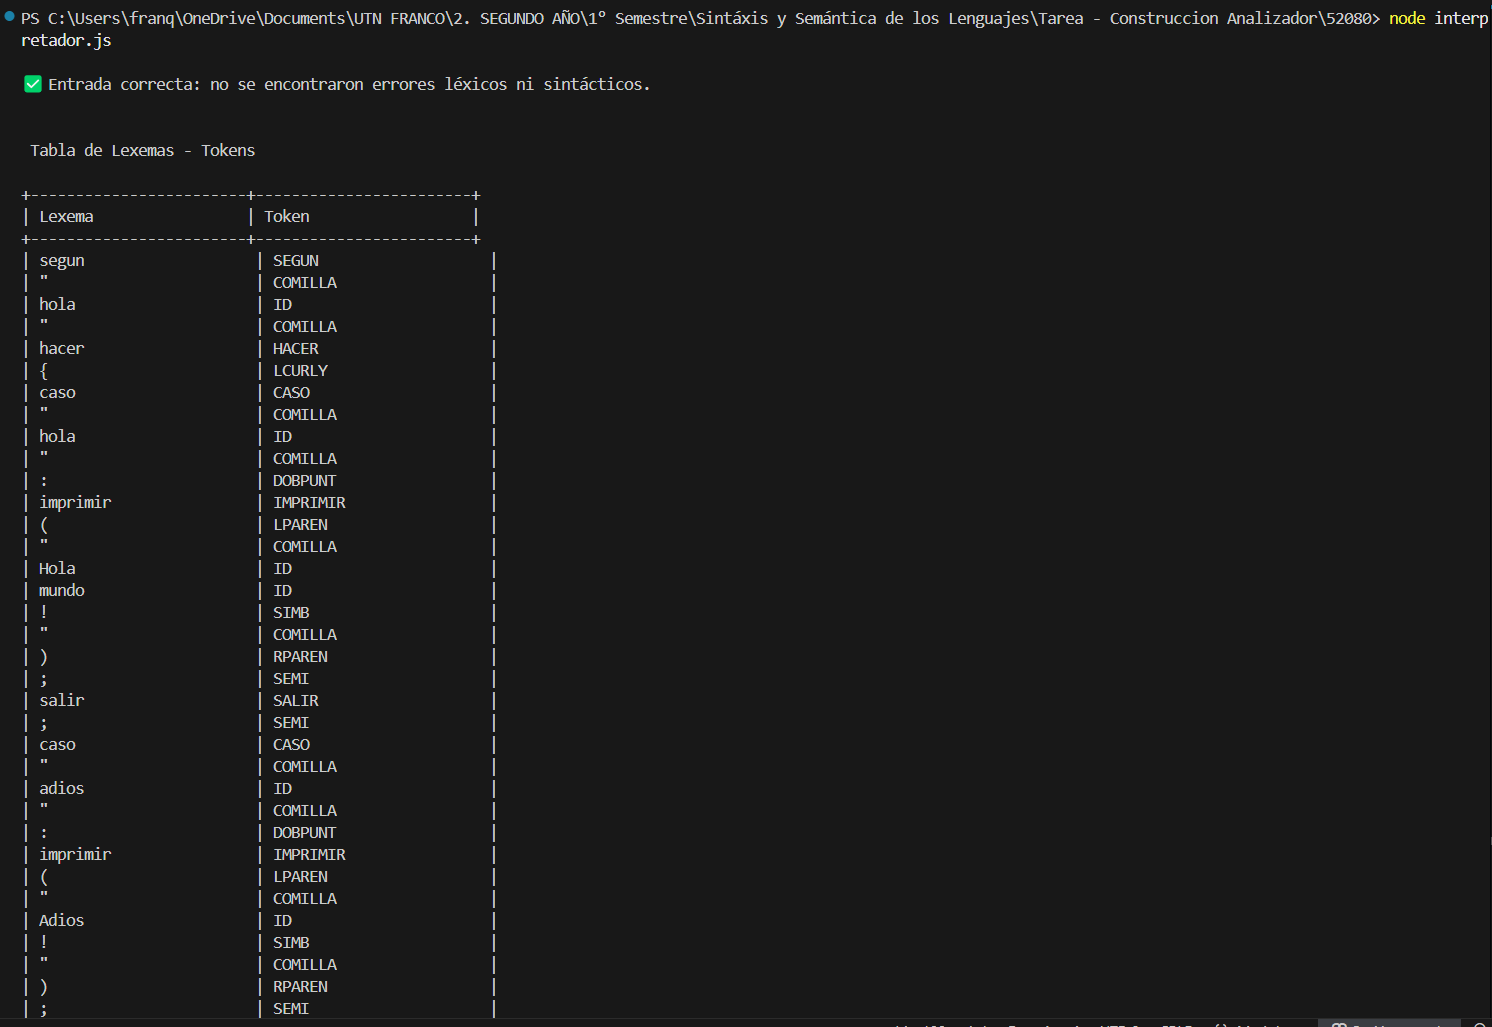 PS C:\Users\franq\OneDrive\Documents\UTN FRANCO\2. SEGUNDO AÑO\1º Semestre\Sintáxis y Semántica de los Lenguajes\Tarea - Construccion Analizador\52080> node interp
retador.js
✅ Entrada correcta: no se encontraron errores léxicos ni sintácticos.
Tabla de Lexemas - Tokens
+------------------------+------------------------+
| Lexema                 | Token                  |
+------------------------+------------------------+
| segun                   | SEGUN                   |
| "                       | COMILLA                 |
| hola                    | ID                      |
| "                       | COMILLA                 |
| hacer                   | HACER                   |
| {                       | LCURLY                  |
| caso                    | CASO                    |
| "                       | COMILLA                 |
| hola                    | ID                      |
| "                       | COMILLA                 |
| :                       | DOBPUNT                 |
| imprimir                | IMPRIMIR                |
| (                       | LPAREN                  |
| "                       | COMILLA                 |
| Hola                    | ID                      |
| mundo                   | ID                      |
| !                       | SIMB                    |
| "                       | COMILLA                 |
| )                       | RPAREN                  |
| ;                       | SEMI                    |
| salir                   | SALIR                   |
| ;                       | SEMI                    |
| caso                    | CASO                    |
| "                       | COMILLA                 |
| adios                   | ID                      |
| "                       | COMILLA                 |
| :                       | DOBPUNT                 |
| imprimir                | IMPRIMIR                |
| (                       | LPAREN                  |
| "                       | COMILLA                 |
| Adios                   | ID                      |
| !                       | SIMB                    |
| "                       | COMILLA                 |
| )                       | RPAREN                  |
| ;                       | SEMI                    |